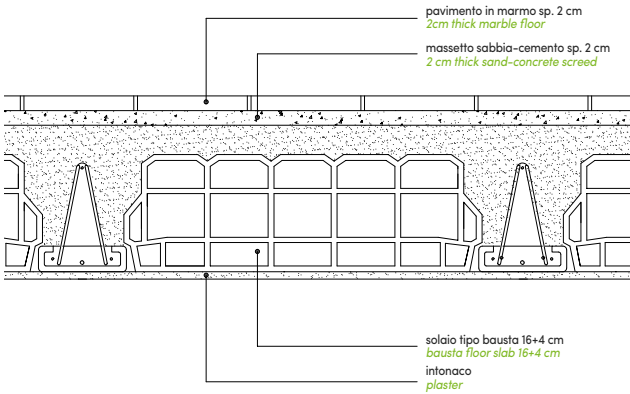 pavimento in marmo sp. 2 cm
2cm thick marble floor
massetto sabbia-cemento sp. 2 cm
2 cm thick sand-concrete screed
solaio tipo bausta 16+4 cm
bausta floor slab 16+4 cm
intonaco
plaster